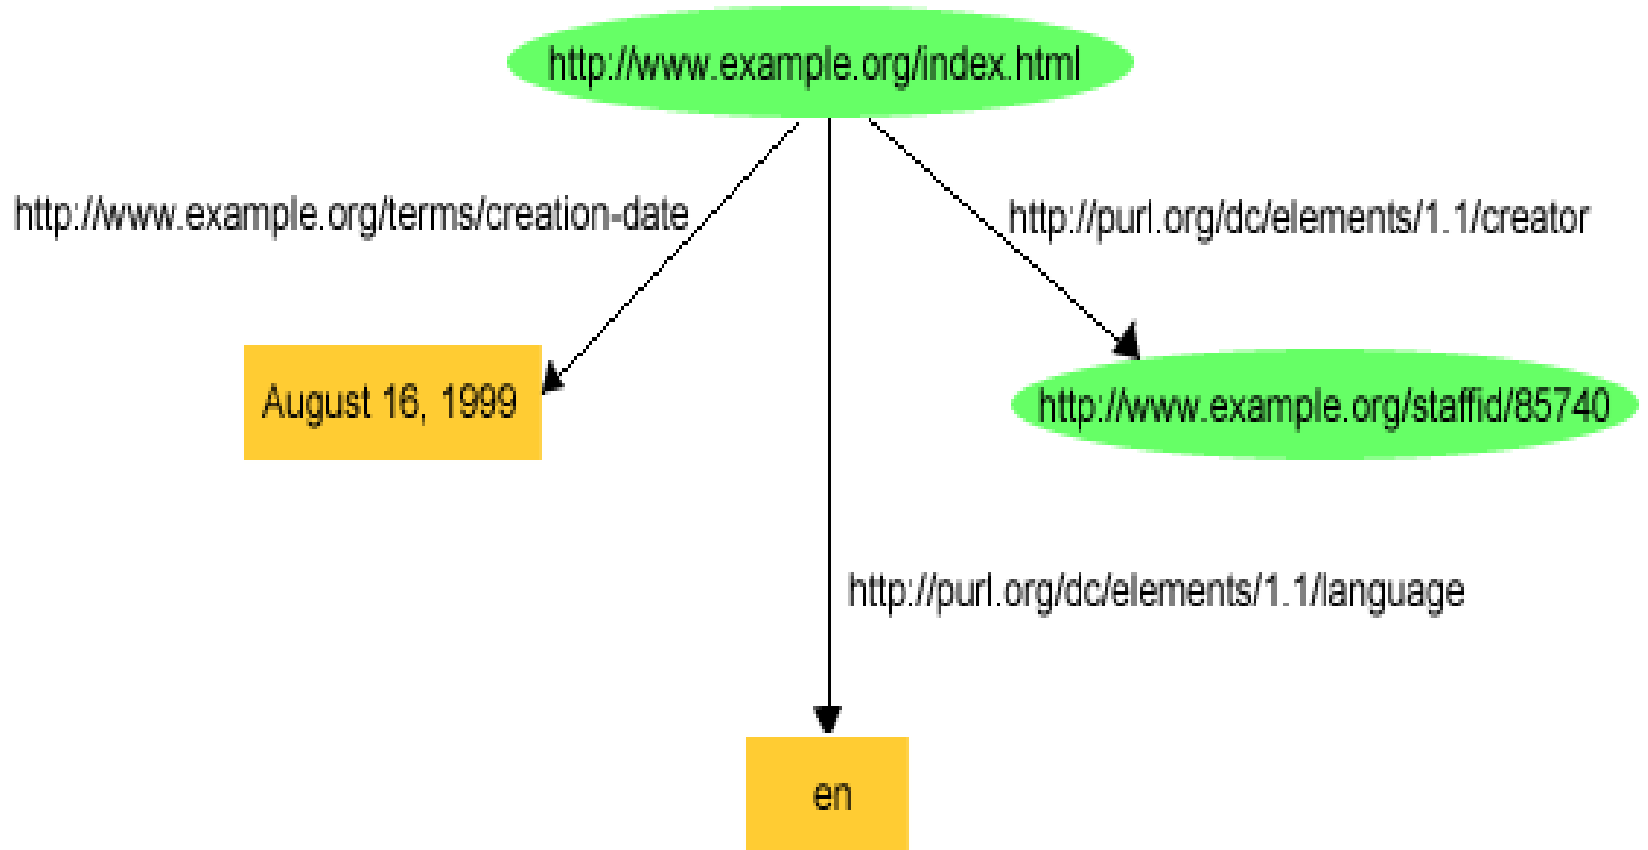 http://www.example.org/index.html
http://www.example.org/terms/creation-date
http://purl.org/dc/elements/1.1/creator
August 16, 1999
http://www.example.org/staffid/85740
http://purl.org/dc/elements/1.1/language
en